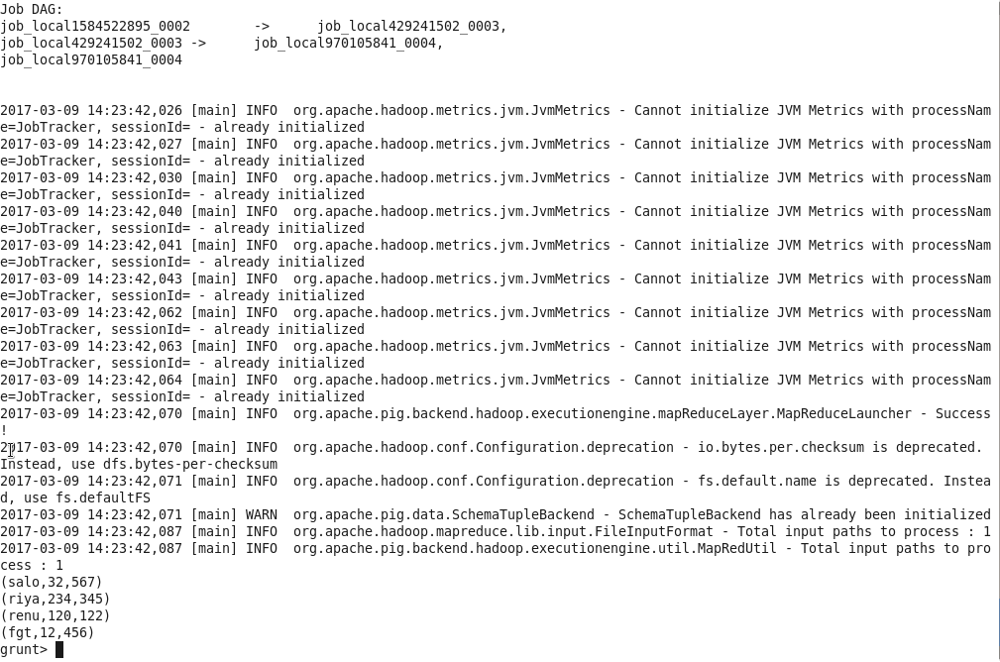 Job DAG:
job_local1584522895_0002        ->      job_local429241502_0003,
job_local429241502_0003 ->      job_local970105841_0004,
job_local970105841_0004
2017-03-09 14:23:42,026 [main] INFO  org.apache.hadoop.metrics.jvm.JvmMetrics - Cannot initialize JVM Metrics with processNam
e=JobTracker, sessionId= - already initialized
2017-03-09 14:23:42,027 [main] INFO  org.apache.hadoop.metrics.jvm.JvmMetrics - Cannot initialize JVM Metrics with processNam
e=JobTracker, sessionId= - already initialized
2017-03-09 14:23:42,030 [main] INFO  org.apache.hadoop.metrics.jvm.JvmMetrics - Cannot initialize JVM Metrics with processNam
e=JobTracker, sessionId= - already initialized
2017-03-09 14:23:42,040 [main] INFO  org.apache.hadoop.metrics.jvm.JvmMetrics - Cannot initialize JVM Metrics with processNam
e=JobTracker, sessionId= - already initialized
2017-03-09 14:23:42,041 [main] INFO  org.apache.hadoop.metrics.jvm.JvmMetrics - Cannot initialize JVM Metrics with processNam
e=JobTracker, sessionId= - already initialized
2017-03-09 14:23:42,043 [main] INFO  org.apache.hadoop.metrics.jvm.JvmMetrics - Cannot initialize JVM Metrics with processNam
e=JobTracker, sessionId= - already initialized
2017-03-09 14:23:42,062 [main] INFO  org.apache.hadoop.metrics.jvm.JvmMetrics - Cannot initialize JVM Metrics with processNam
e=JobTracker, sessionId= - already initialized
2017-03-09 14:23:42,063 [main] INFO  org.apache.hadoop.metrics.jvm.JvmMetrics - Cannot initialize JVM Metrics with processNam
e=JobTracker, sessionId= - already initialized
2017-03-09 14:23:42,064 [main] INFO  org.apache.hadoop.metrics.jvm.JvmMetrics - Cannot initialize JVM Metrics with processNam
e=JobTracker, sessionId= - already initialized
2017-03-09 14:23:42,070 [main] INFO  org.apache.pig.backend.hadoop.executionengine.mapReduceLayer.MapReduceLauncher - Success
!
2017-03-09 14:23:42,070 [main] INFO  org.apache.hadoop.conf.Configuration.deprecation - io.bytes.per.checksum is deprecated.
Instead, use dfs.bytes-per-checksum
2017-03-09 14:23:42,071 [main] INFO  org.apache.hadoop.conf.Configuration.deprecation - fs.default.name is deprecated. Instea
d, use fs.defaultFS
2017-03-09 14:23:42,071 [main] WARN  org.apache.pig.data.SchemaTupleBackend - SchemaTupleBackend has already been initialized
2017-03-09 14:23:42,087 [main] INFO  org.apache.hadoop.mapreduce.lib.input.FileInputFormat - Total input paths to process : 1
2017-03-09 14:23:42,087 [main] INFO  org.apache.pig.backend.hadoop.executionengine.util.MapRedUtil - Total input paths to pro
cess : 1
(salo,32,567)
(riya,234,345)
(renu,120,122)
(fgt,12,456)
grunt>